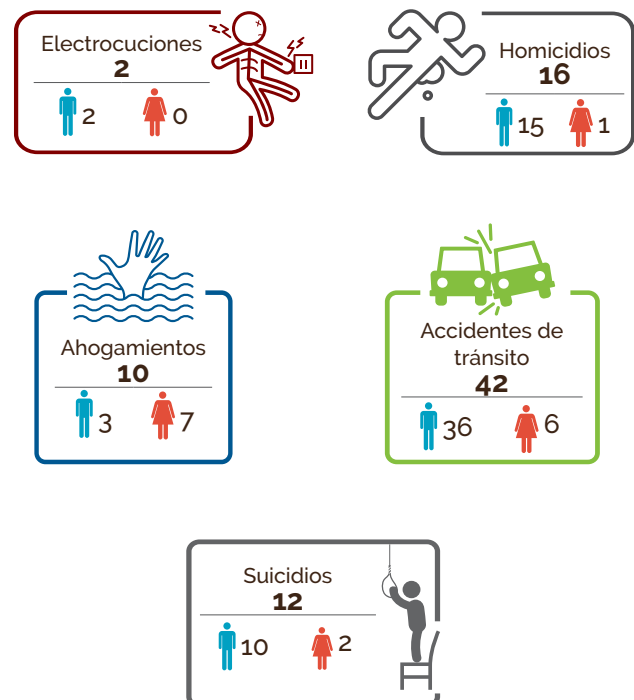 Electrocuciones
2
2
0
Homicidios
16
15
1
Ahogamientos
10
3
7
Accidentes de
tránsito
42
36
6
Suicidios
12
10
2